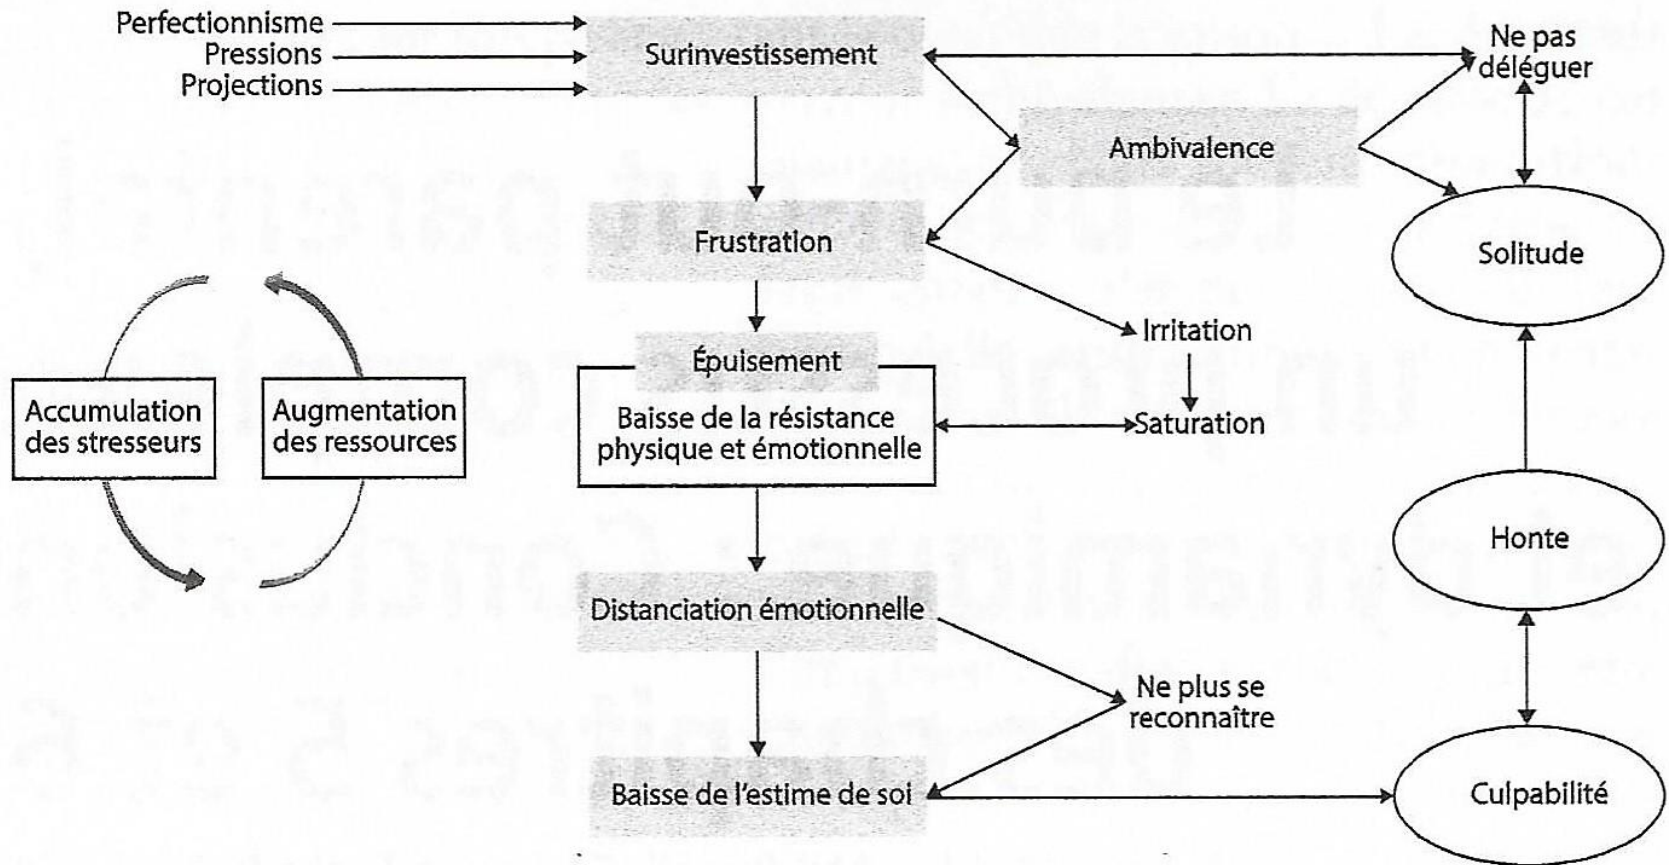 Perfectionnisme
Pressions
Projections
Surinvestissement
Ne pas
déléguer
Ambivalence
Frustration
Solitude
Irritation
Épuisement
Accumulation
des stresseurs
Augmentation
des ressources
Baisse de la résistance
physique et émotionnelle
Saturation
Honte
Distanciation émotionnelle
Ne plus se
reconnaître
Baisse de l'estime de soi
Culpabilité